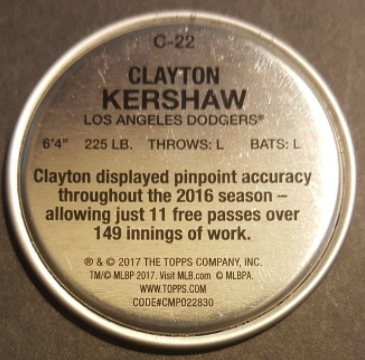 C-22
CLAYTON
KERSHAW
LOS ANGELES DODGERS®
6'4" 225 LB. THROWS: L BATS: L
Clayton displayed pinpoint accuracy
throughout the 2016 season –
allowing just 11 free passes over
149 innings of work.
® & © 2017 THE TOPPS COMPANY, INC.
TM/© MLBP 2017. Visit MLB.com © MLBPA.
WWW.TOPPS.COM
CODE#CMP022830